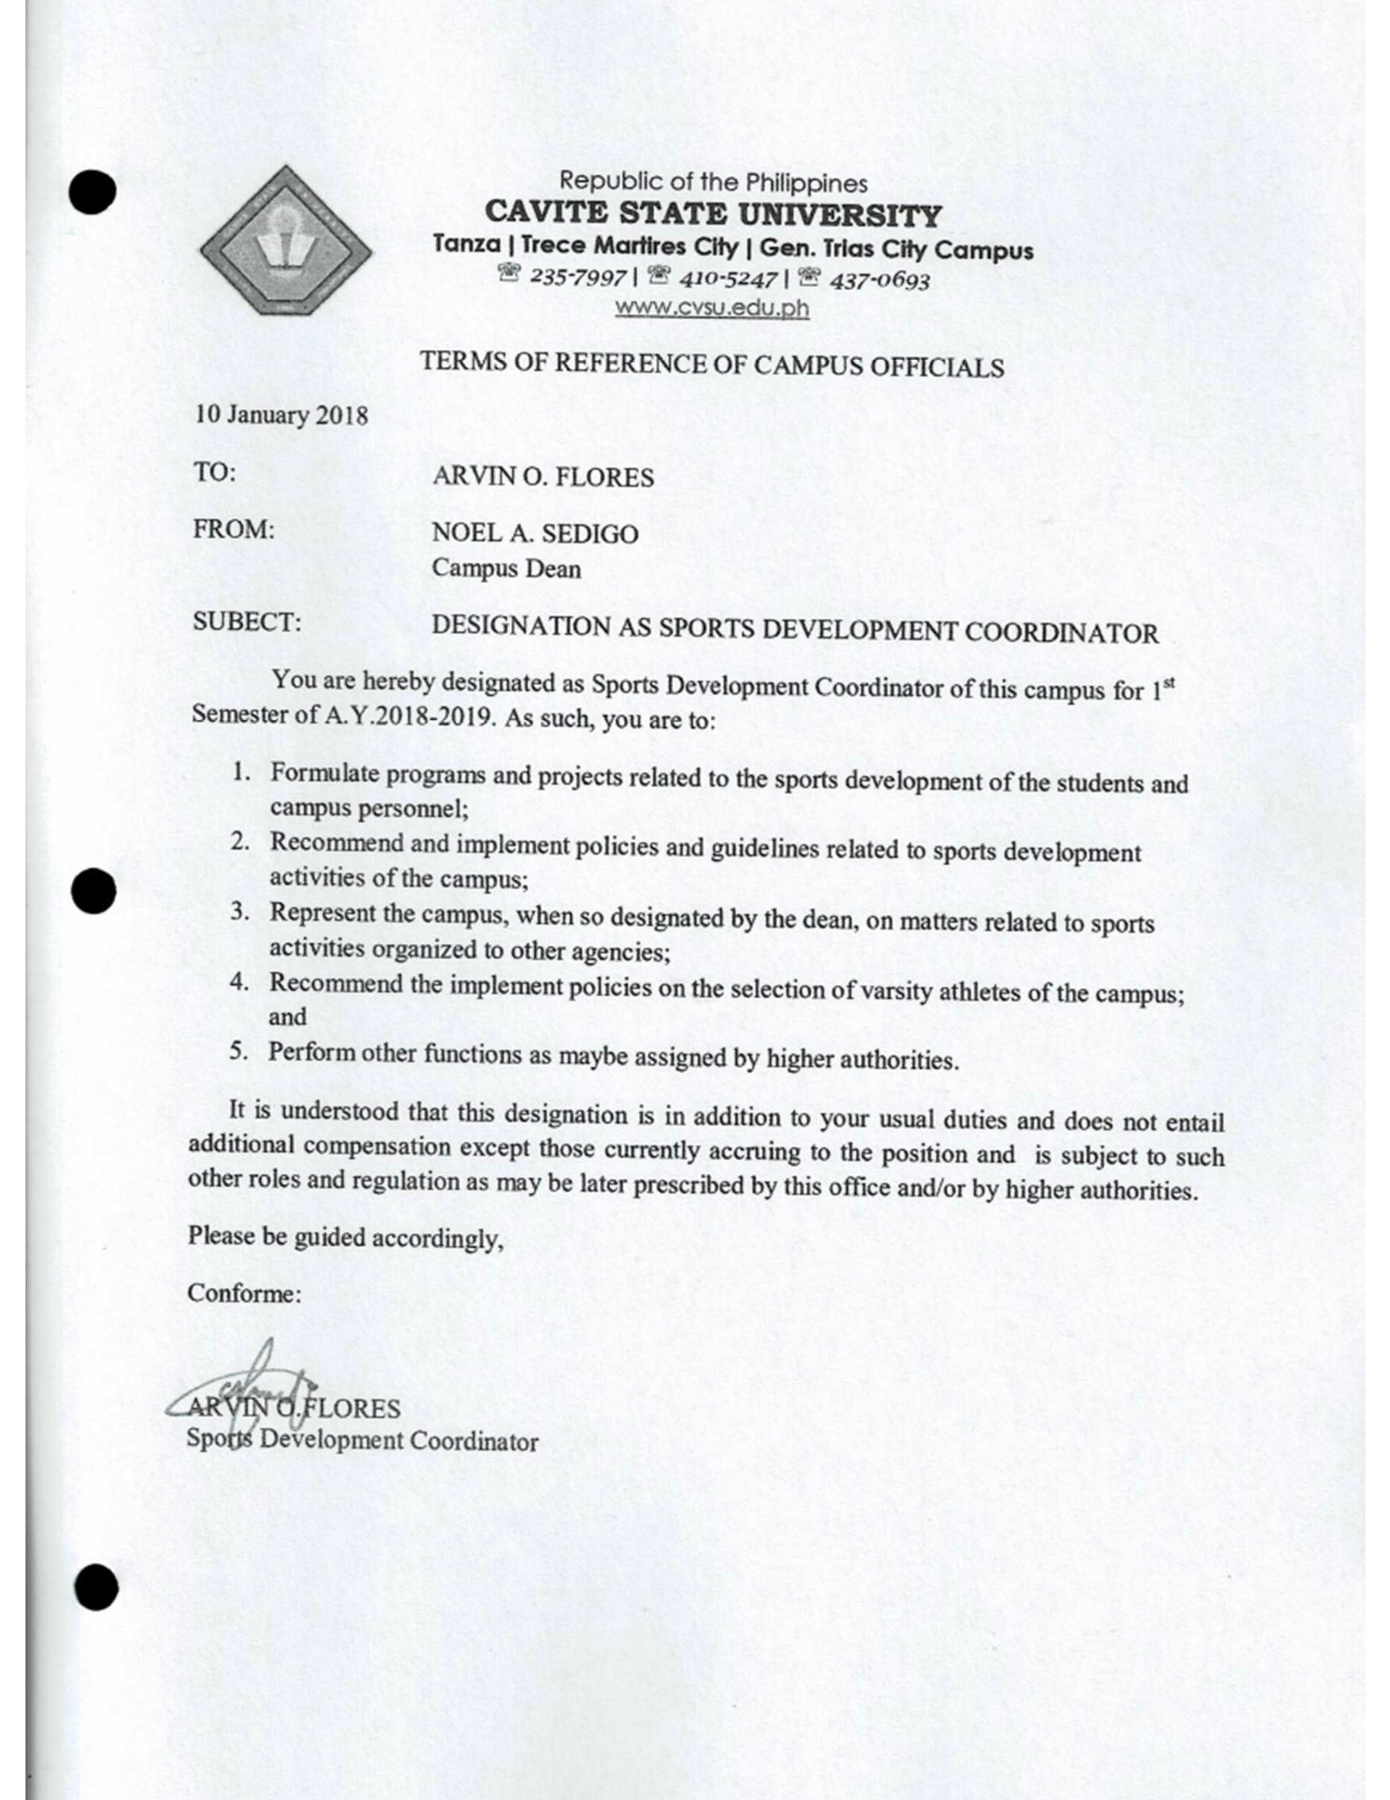 Republic of the Philippines
CAVITE STATE UNIVERSITY
Tanza | Trece Martires City | Gen. Trias City Campus
☏ 235-7997 | ☏ 410-5247 | ☏ 437-0693
www.cvsu.edu.ph
TERMS OF REFERENCE OF CAMPUS OFFICIALS
10 January 2018
TO: ARVIN O. FLORES
FROM: NOEL A. SEDIGO
Campus Dean
SUBECT: DESIGNATION AS SPORTS DEVELOPMENT COORDINATOR
You are hereby designated as Sports Development Coordinator of this campus for 1st
Semester of A.Y.2018-2019. As such, you are to:
1. Formulate programs and projects related to the sports development of the students and
campus personnel;
2. Recommend and implement policies and guidelines related to sports development
activities of the campus;
3. Represent the campus, when so designated by the dean, on matters related to sports
activities organized to other agencies;
4. Recommend the implement policies on the selection of varsity athletes of the campus;
and
5. Perform other functions as maybe assigned by higher authorities.
It is understood that this designation is in addition to your usual duties and does not entail
additional compensation except those currently accruing to the position and is subject to such
other roles and regulation as may be later prescribed by this office and/or by higher authorities.
Please be guided accordingly,
Conforme:
ARVIN O.FLORES
Sports Development Coordinator